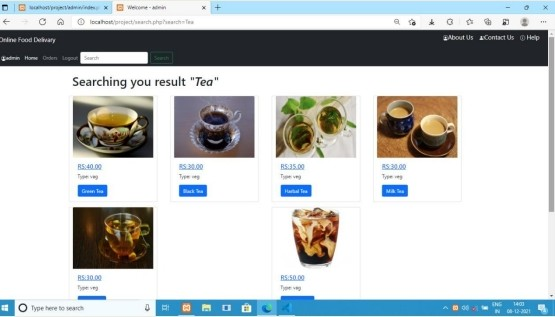 localhost/project/admin/index.p
Welcome - admin
localhost/project/search.php?search=Tea
Online Food Delivary
About Us
Contact Us
Help
admin Home Orders Logout Search Search
Searching you result "Tea"
RS:40.00
RS:30.00
RS:35.00
RS:30.00
Type: veg
Type: veg
Type: veg
Type: veg
Green Tea
Black Tea
Harbal Tea
Milk Tea
RS:30.00
RS:50.00
Type: veg
Type: veg
Type here to search
ENG
IN
14:01
08-12-2021